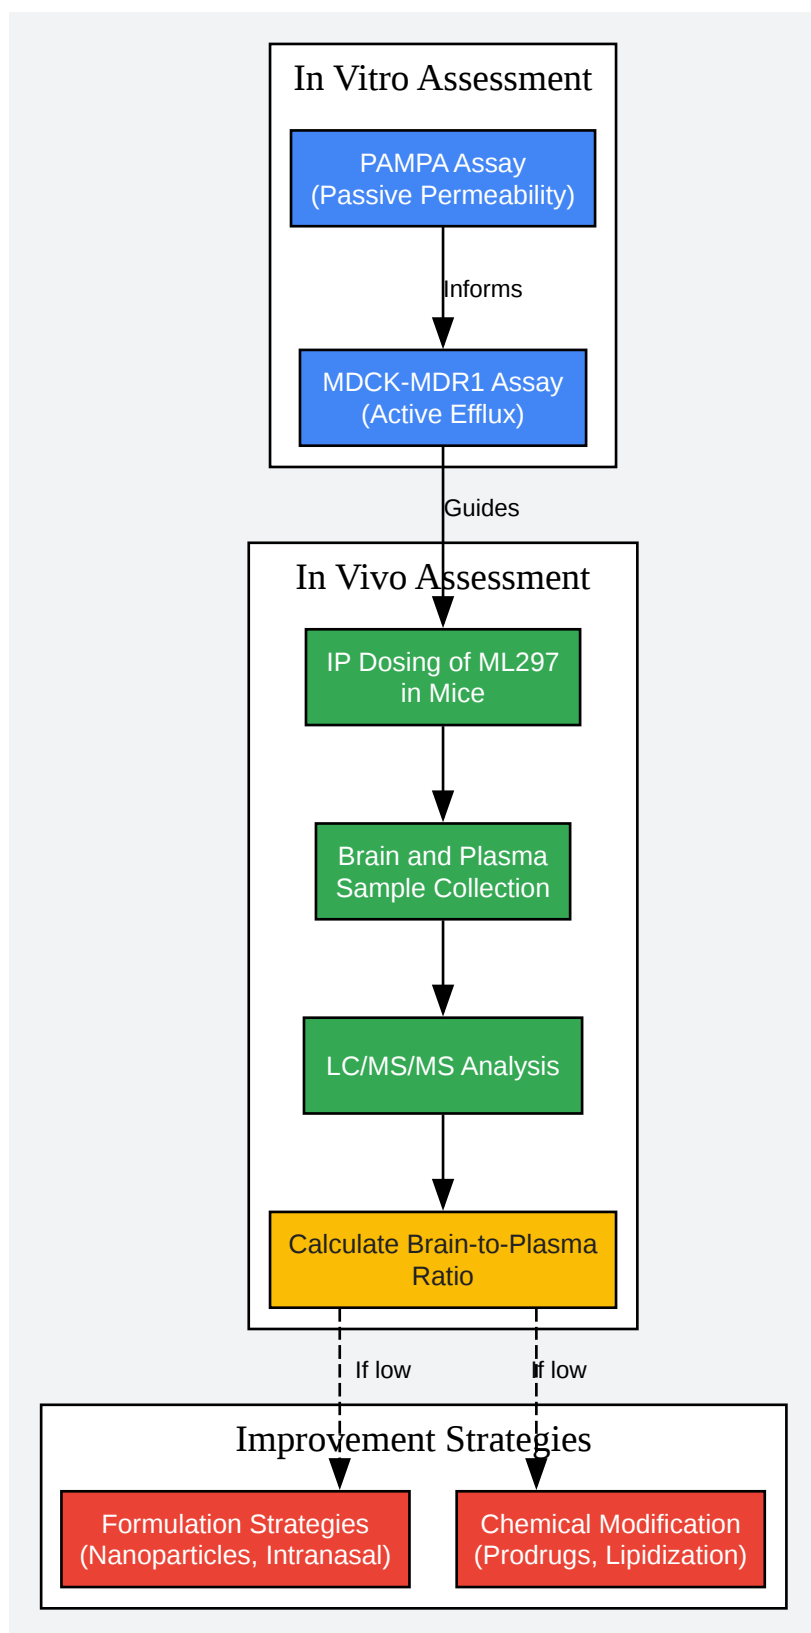 In Vitro Assessment
PAMPA Assay
(Passive Permeability)
Informs
MDCK-MDR1 Assay
(Active Efflux)
Guides
In Vivo Assessment
IP Dosing of ML297
in Mice
Brain and Plasma
Sample Collection
LC/MS/MS Analysis
Calculate Brain-to-Plasma
Ratio
If low
If low
Improvement Strategies
Formulation Strategies
(Nanoparticles, Intranasal)
Chemical Modification
(Prodrugs, Lipidization)